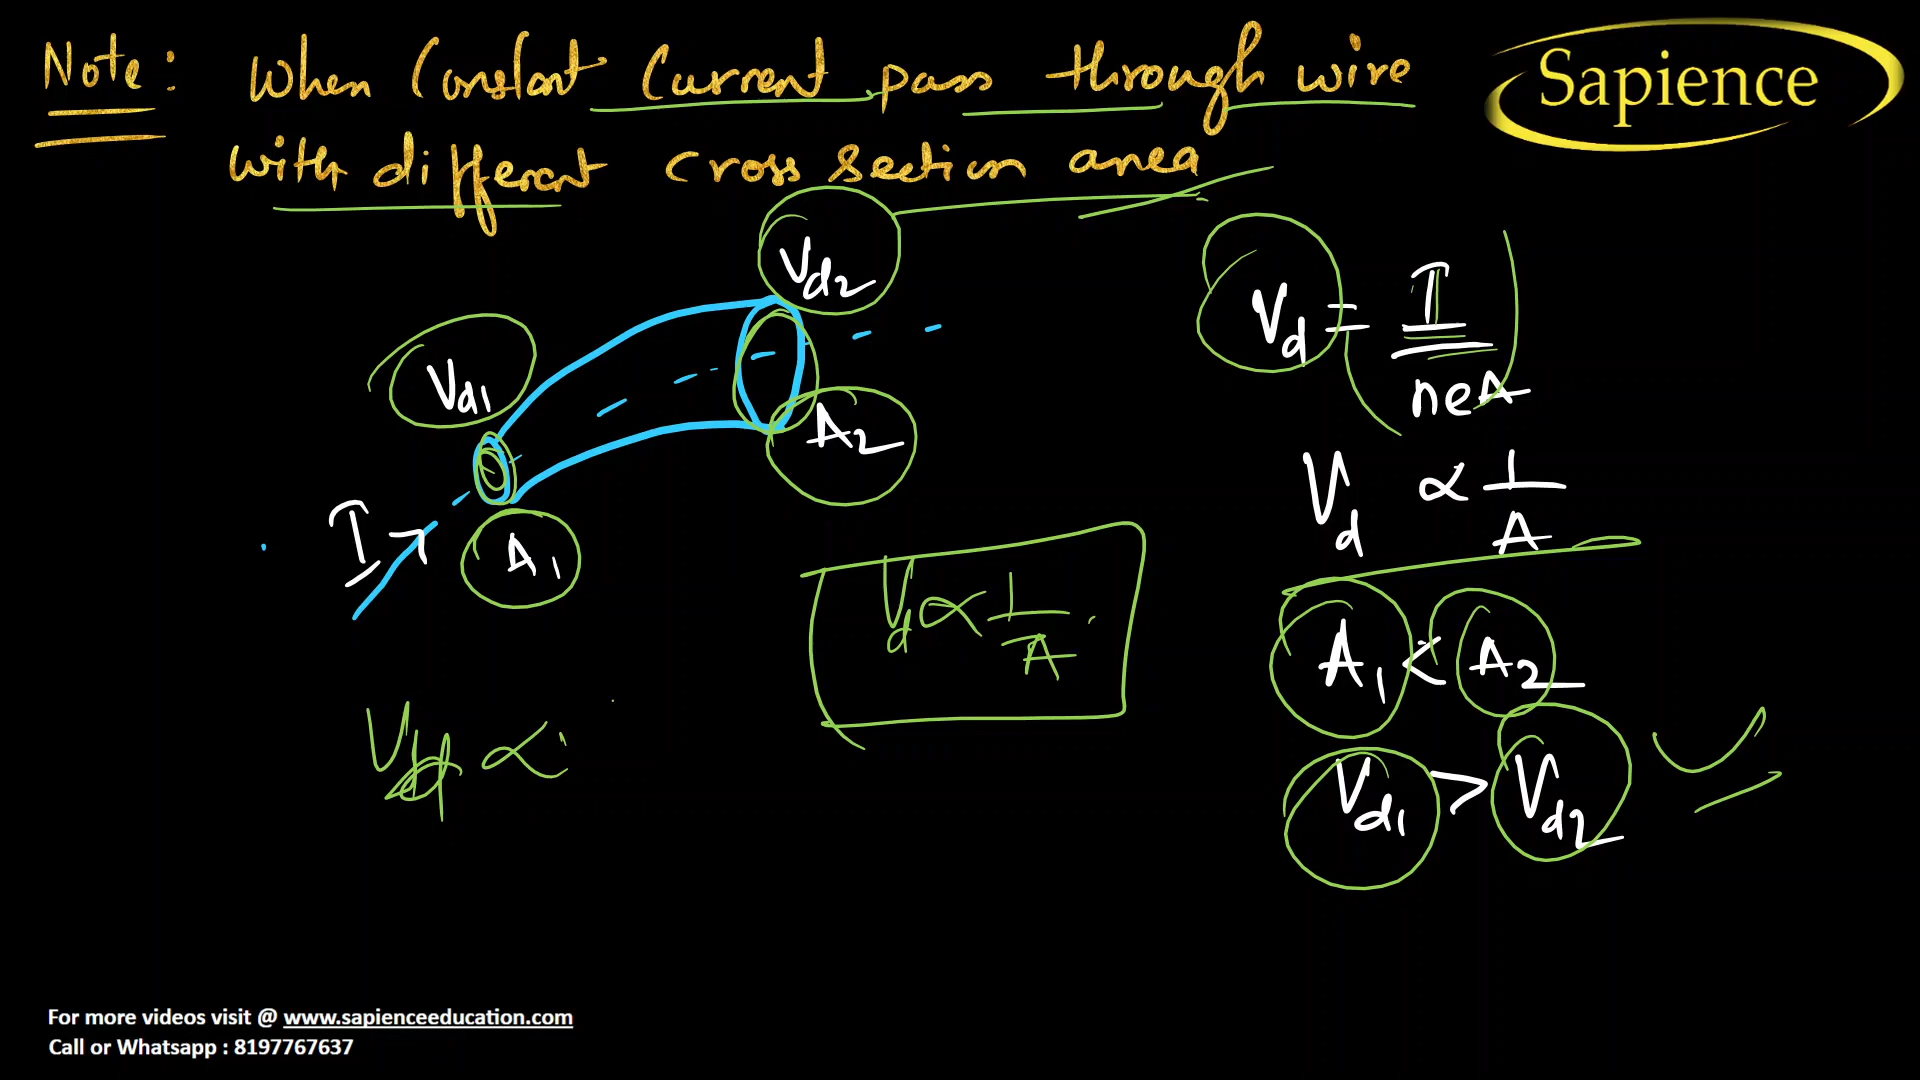 Note: When Constant Current pass through wire
with different cross section area
Sapience
Vd1
Vd2
A1
A2
I
Vd = I / neA
Vd ∝ 1/A
A1 < A2
Vd1 > Vd2
Vd ∝ 1/A
Vd ∝
For more videos visit @ www.sapienceeducation.com
Call or Whatsapp : 8197767637